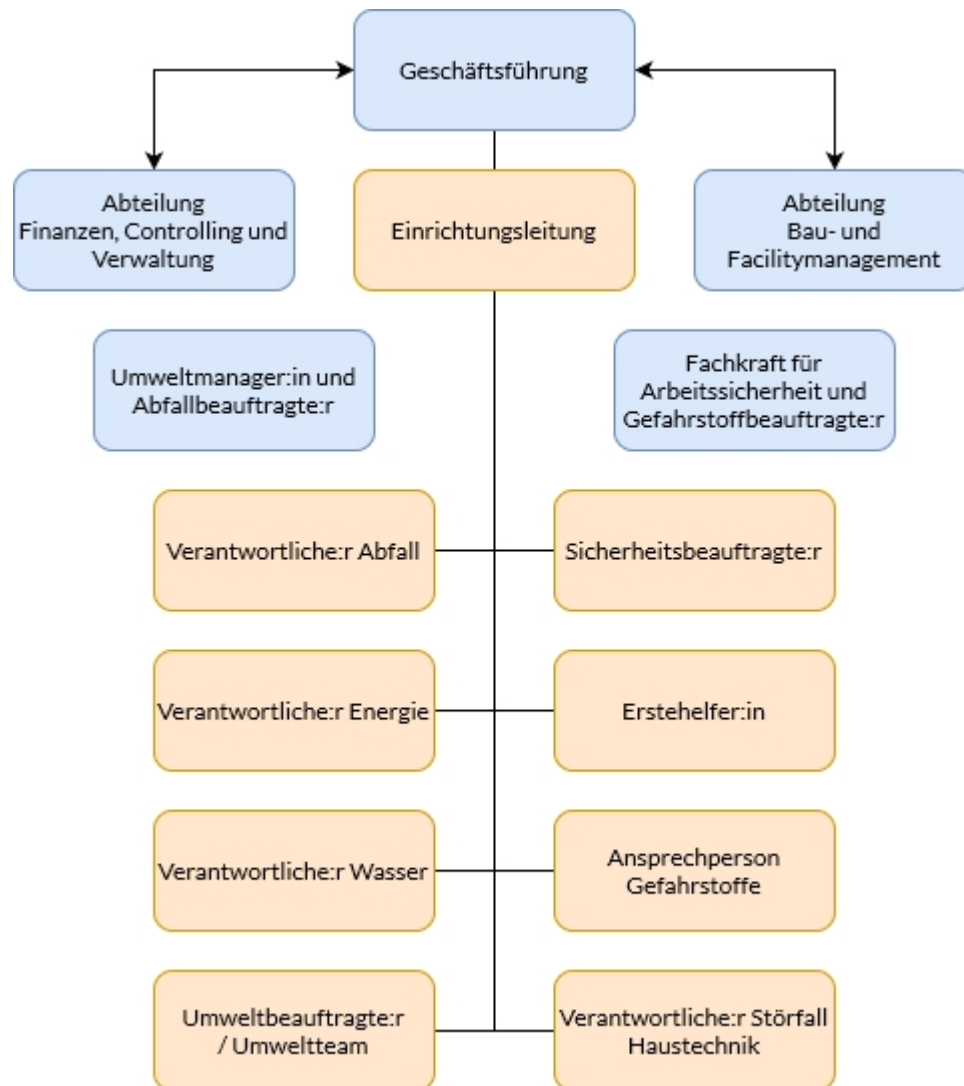 Geschäftsführung
Abteilung
Finanzen, Controlling und
Verwaltung
Einrichtungsleitung
Abteilung
Bau- und
Facilitymanagement
Umweltmanager:in und
Abfallbeauftragte:r
Fachkraft für
Arbeitssicherheit und
Gefahrstoffbeauftragte:r
Verantwortliche:r Abfall
Sicherheitsbeauftragte:r
Verantwortliche:r Energie
Erstehelfer:in
Verantwortliche:r Wasser
Ansprechperson
Gefahrstoffe
Umweltbeauftragte:r
/ Umweltteam
Verantwortliche:r Störfall
Haustechnik